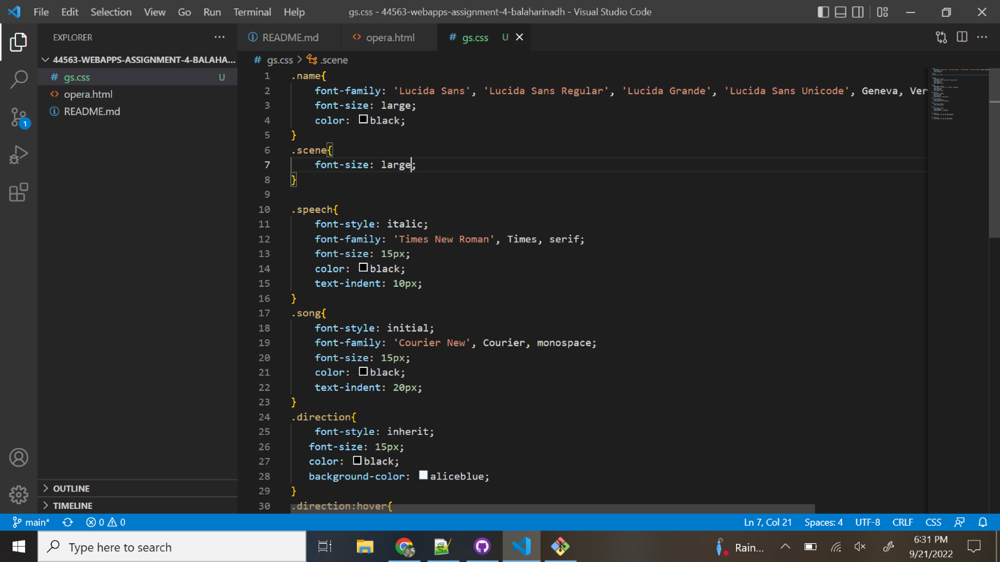 File Edit Selection View Go Run Terminal Help gs.css - 44563-webapps-assignment-4-balaharinadh - Visual Studio Code
EXPLORER
README.md opera.html # gs.css U
44563-WEBAPPS-ASSIGNMENT-4-BALAHA...
# gs.css > .scene
# gs.css U
opera.html
README.md
1 .name{
2 font-family: 'Lucida Sans', 'Lucida Sans Regular', 'Lucida Grande', 'Lucida Sans Unicode', Geneva, Ver
3 font-size: large;
4 color: black;
5 }
6 .scene{
7 font-size: large;
8 }
9
10 .speech{
11 font-style: italic;
12 font-family: 'Times New Roman', Times, serif;
13 font-size: 15px;
14 color: black;
15 text-indent: 10px;
16 }
17 .song{
18 font-style: initial;
19 font-family: 'Courier New', Courier, monospace;
20 font-size: 15px;
21 color: black;
22 text-indent: 20px;
23 }
24 .direction{
25 font-style: inherit;
26 font-size: 15px;
27 color: black;
28 background-color: aliceblue;
29 }
30 .direction:hover{
1
OUTLINE
TIMELINE
main* 0 0 Ln 7, Col 21 Spaces: 4 UTF-8 CRLF CSS
Type here to search
Rain...
6:31 PM
9/21/2022